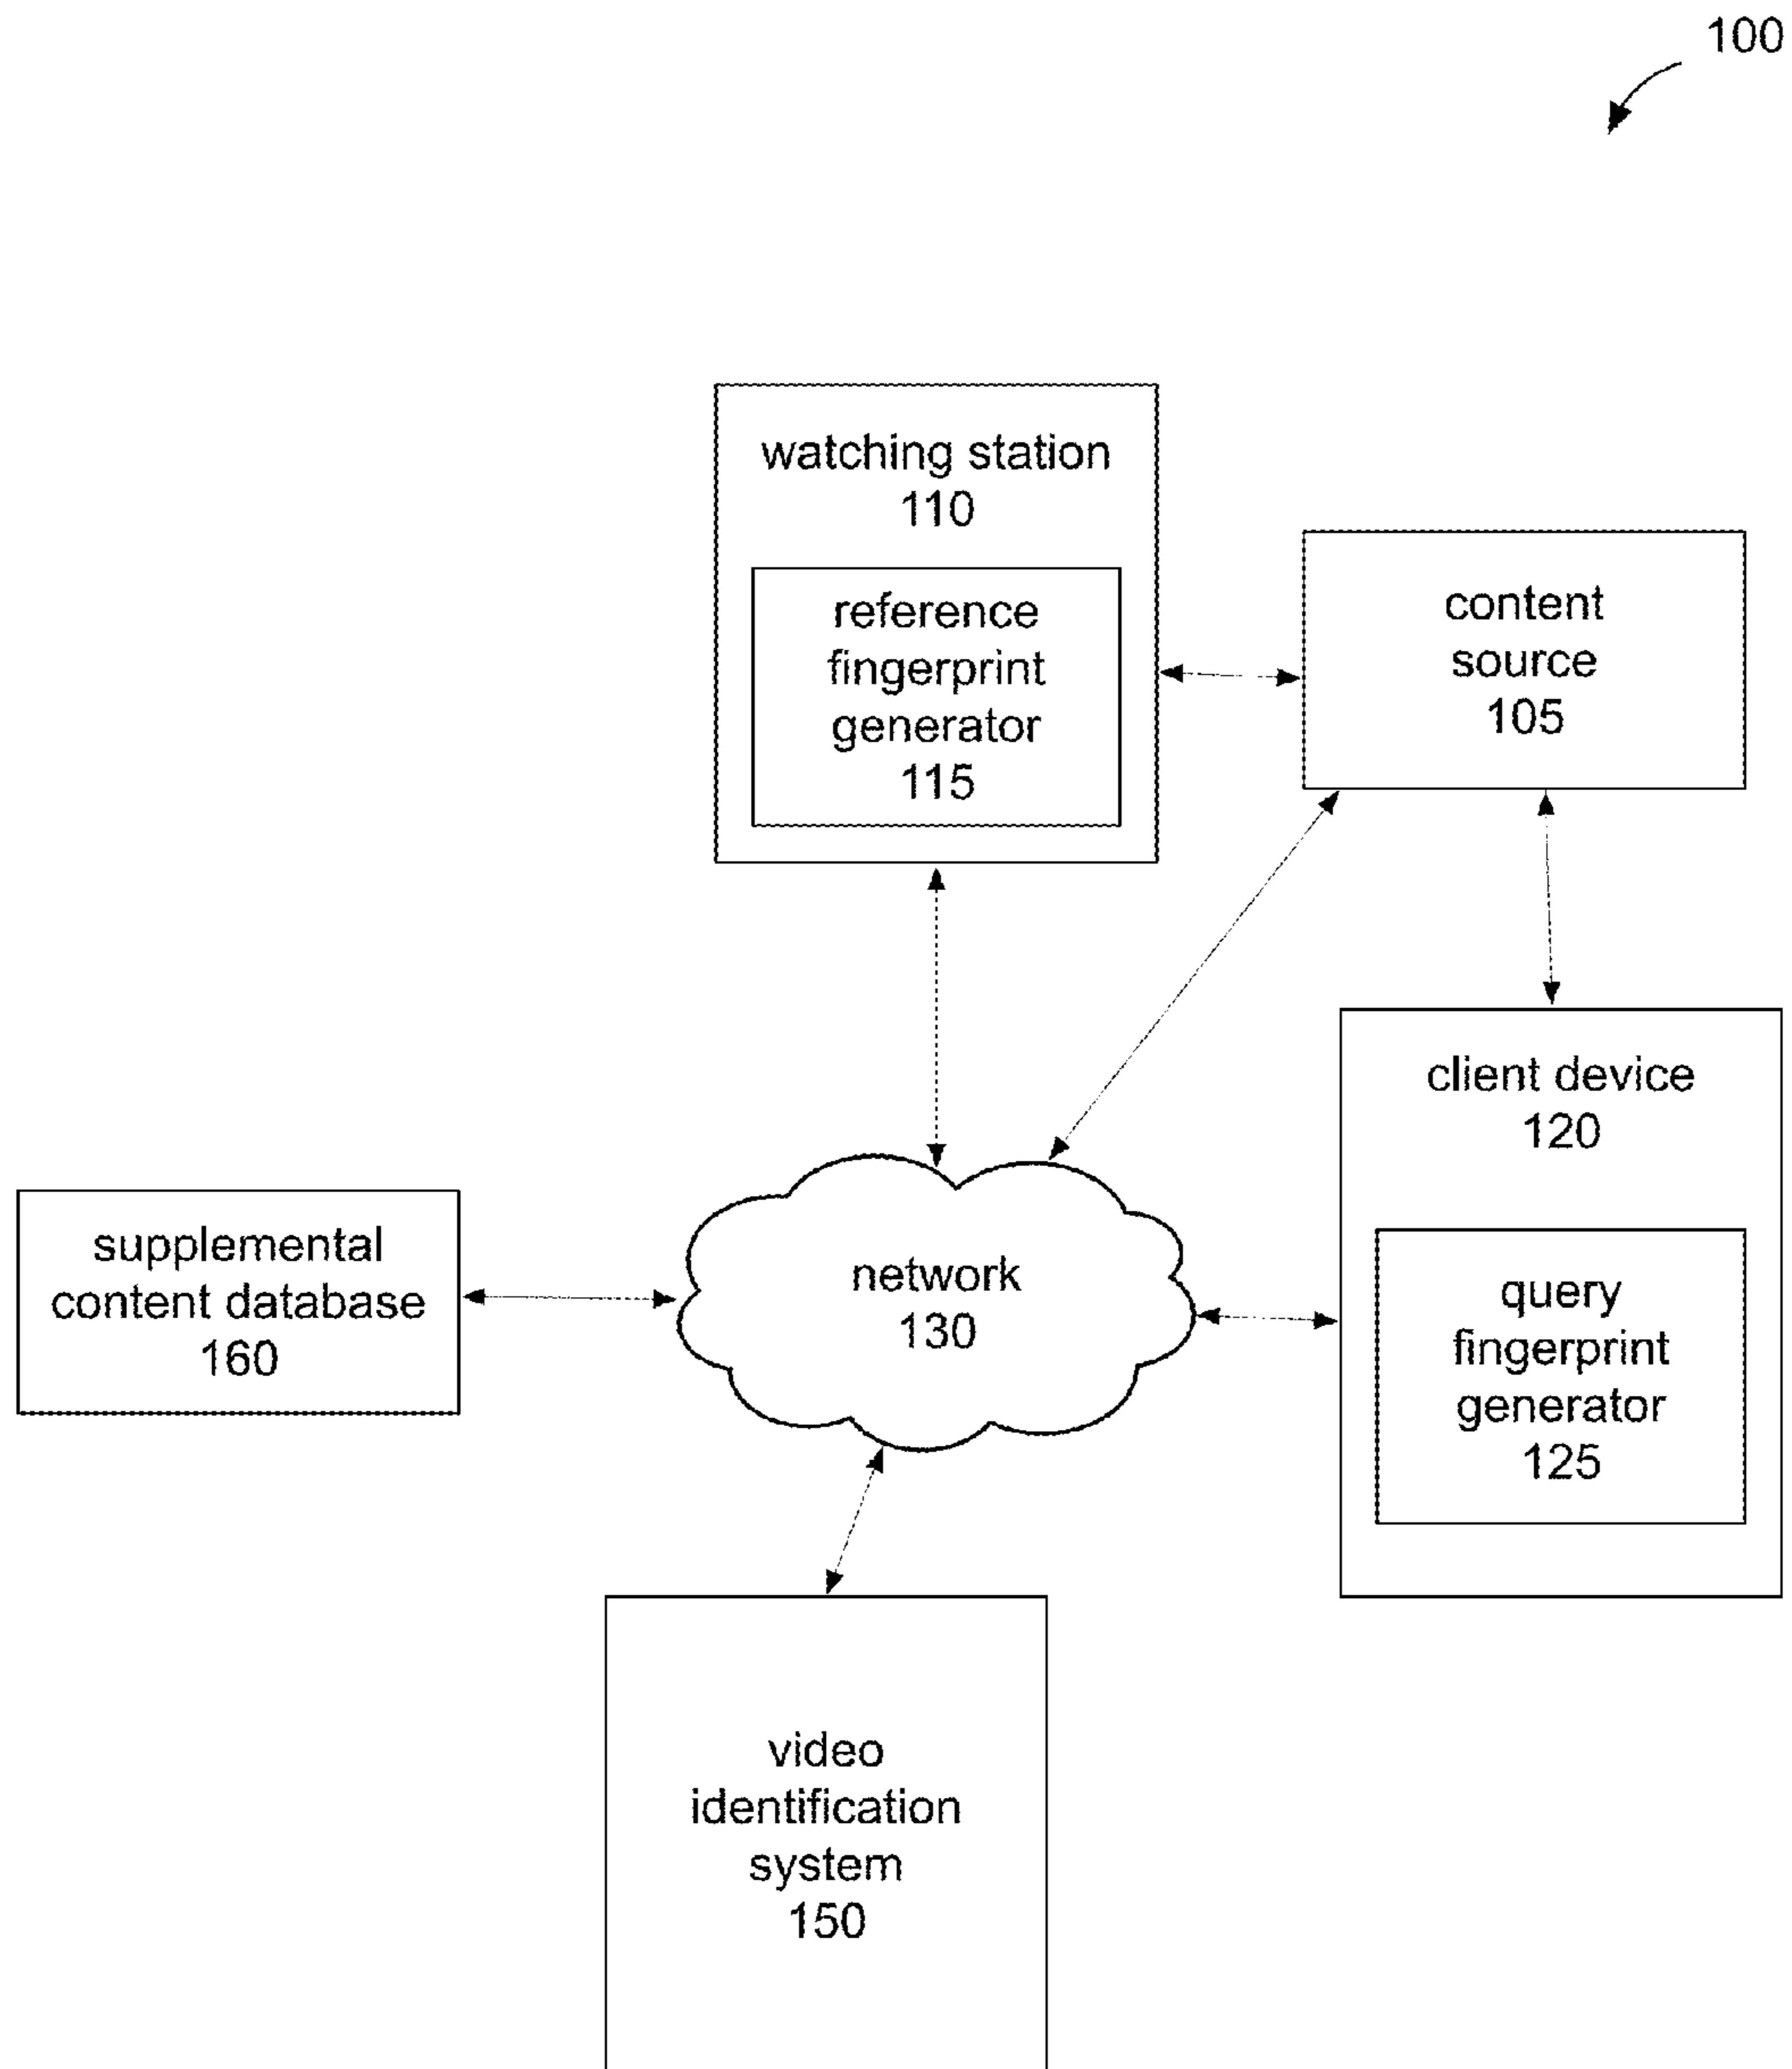 100
watching station
110
reference
fingerprint
generator
115
content
source
105
client device
120
query
fingerprint
generator
125
supplemental
content database
160
network
130
video
identification
system
150